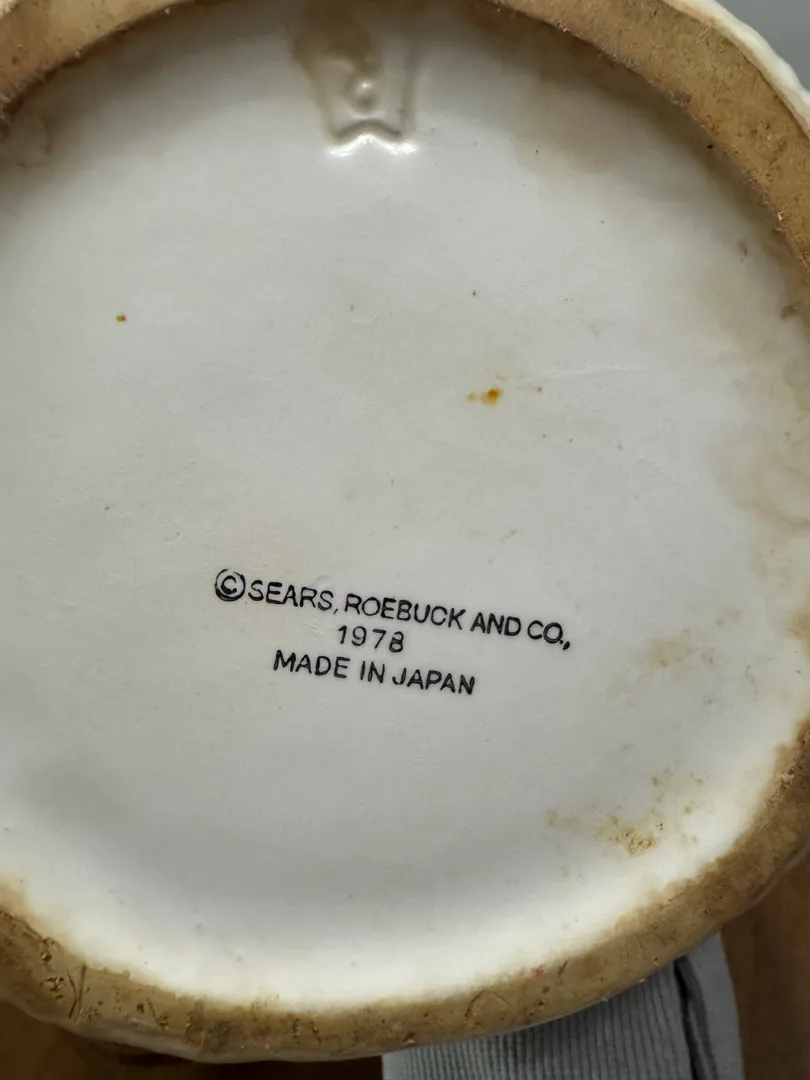 ©SEARS, ROEBUCK AND CO.,
1978
MADE IN JAPAN